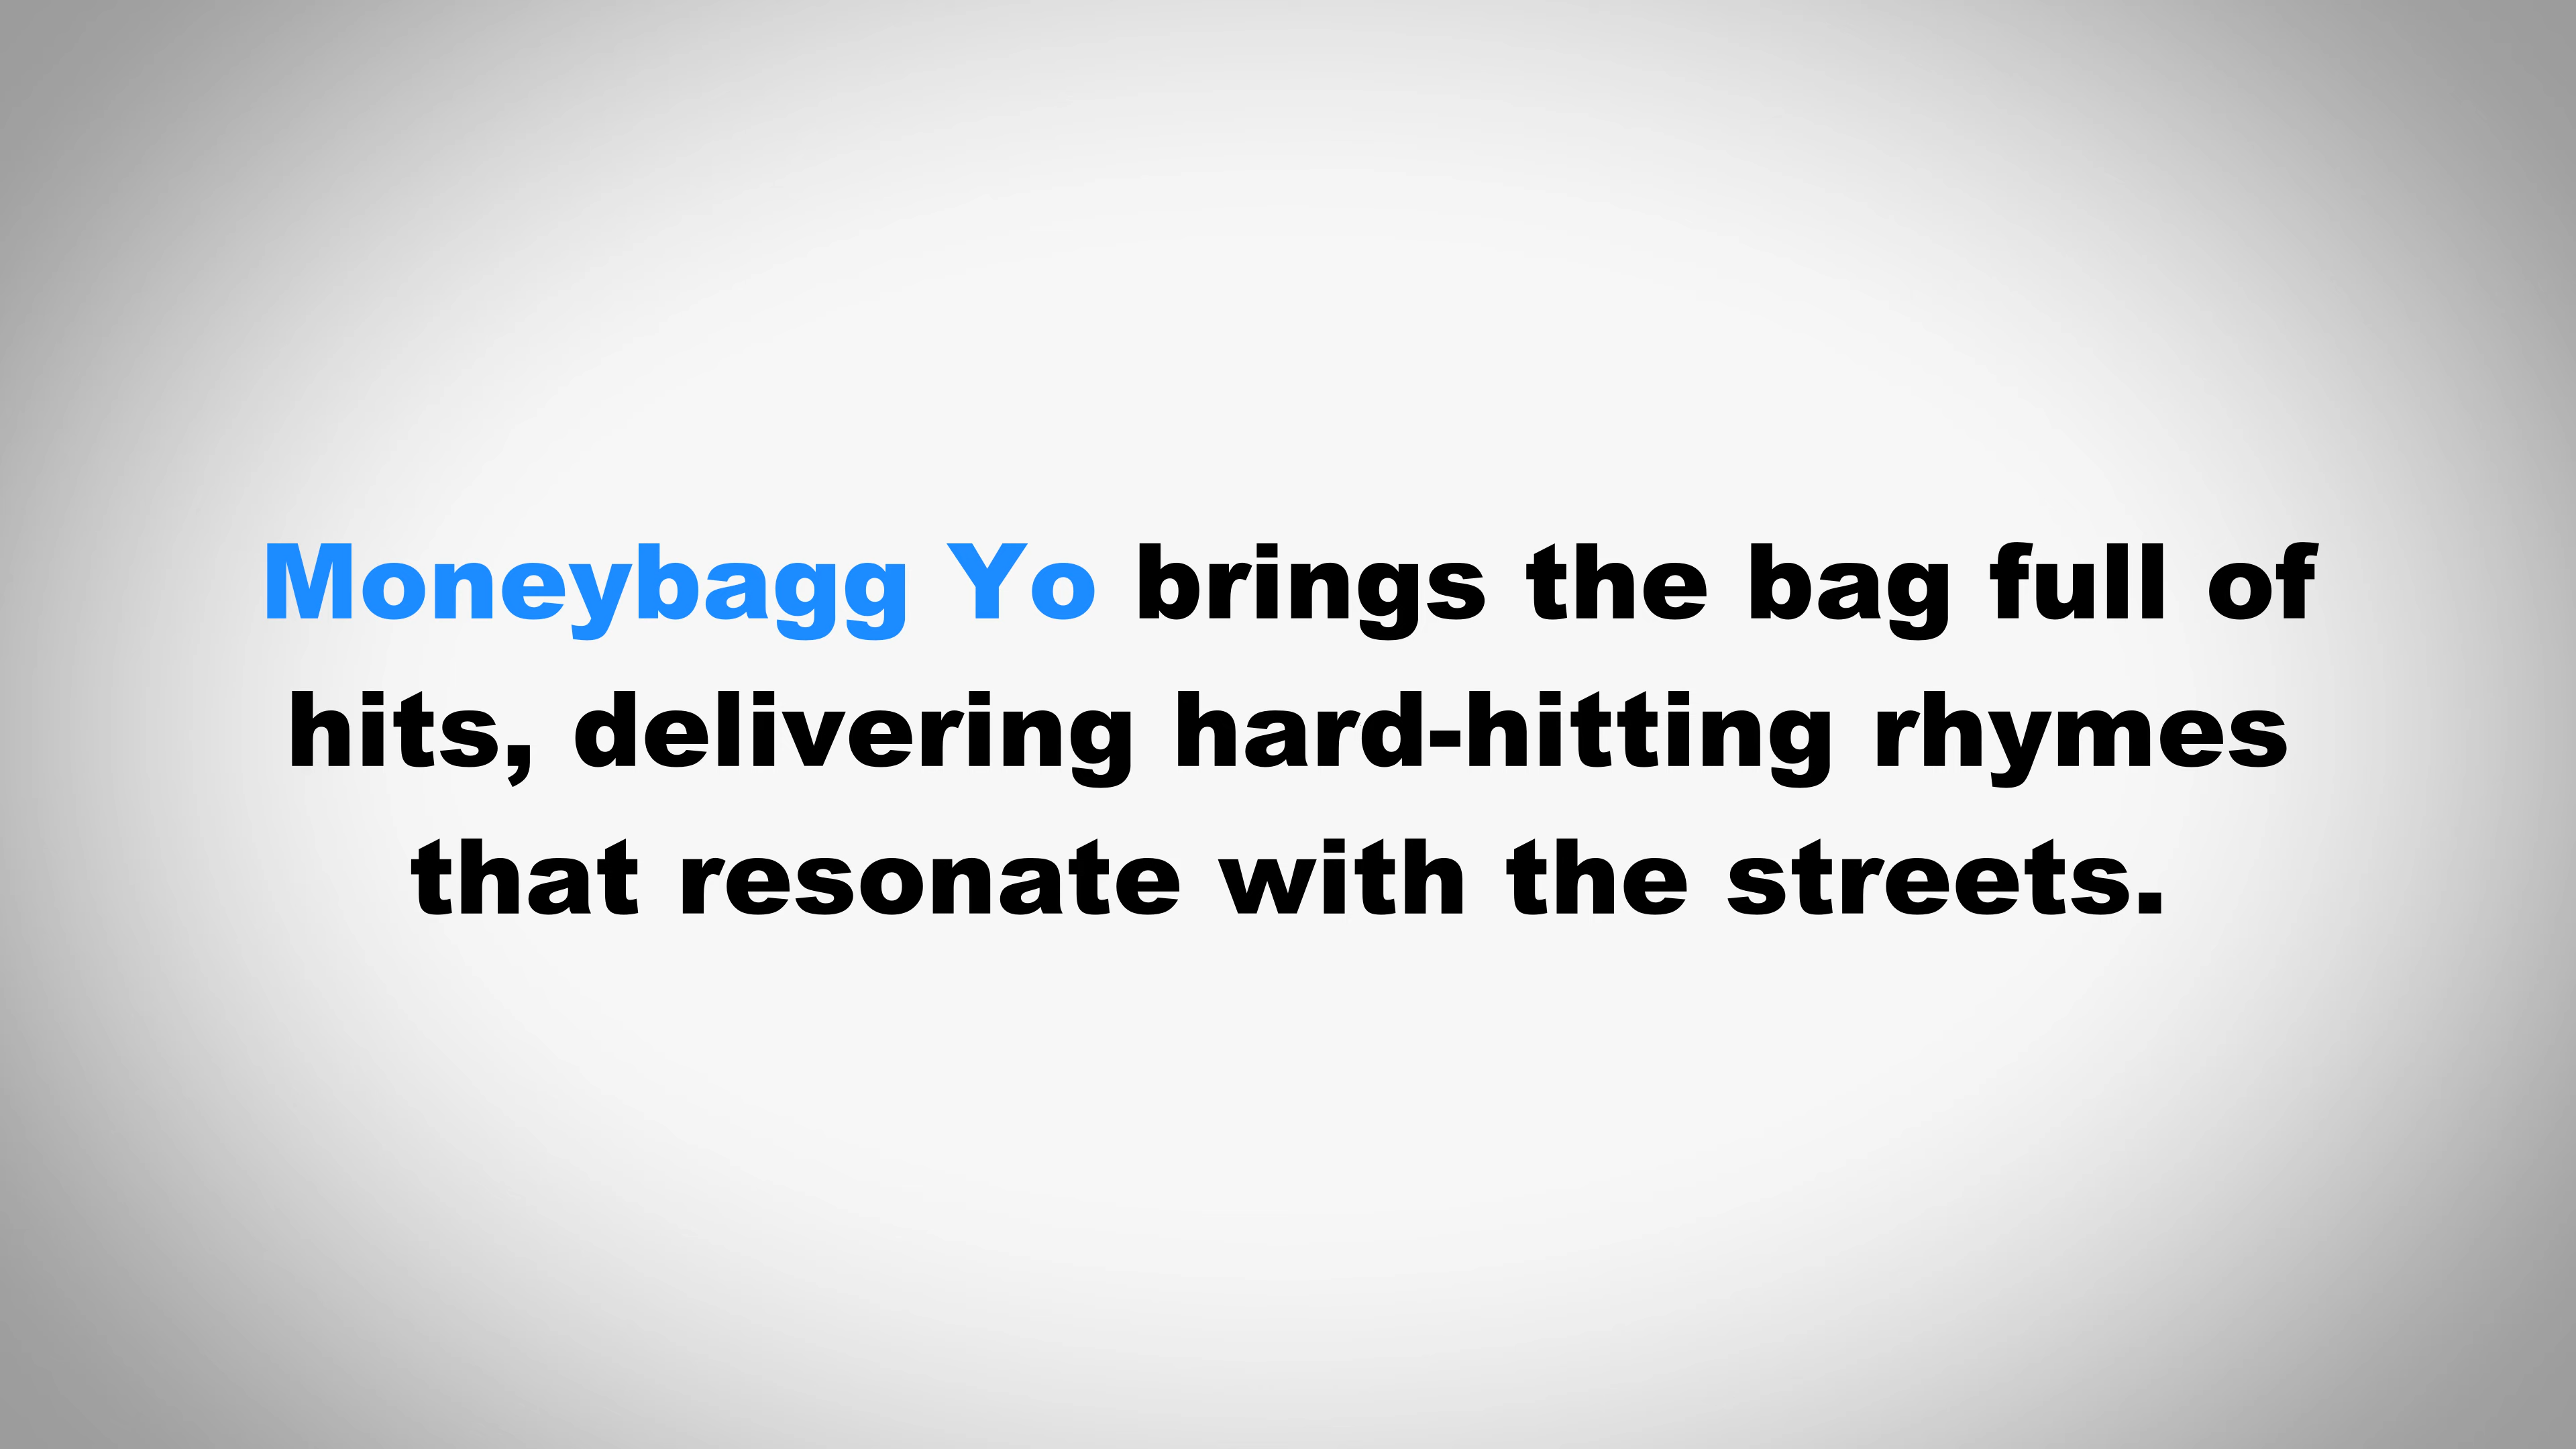 Moneybagg Yo brings the bag full of
hits, delivering hard-hitting rhymes
that resonate with the streets.